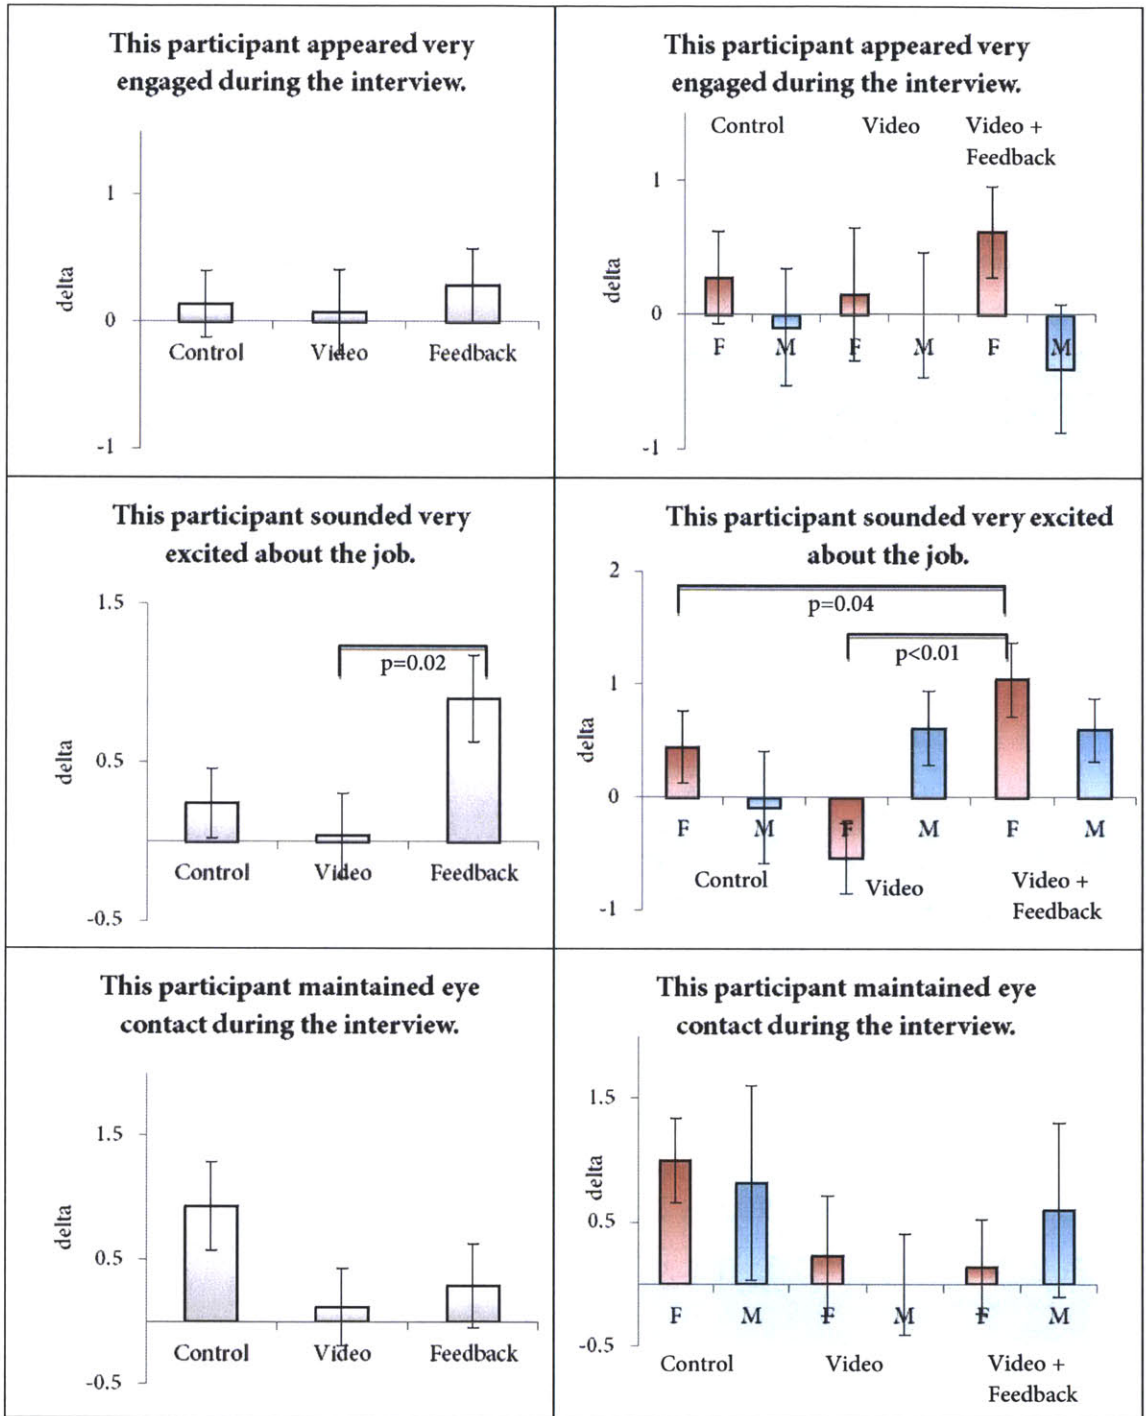 This participant appeared very
engaged during the interview.
1
delta
0
Control
Video
Feedback
-1
This participant appeared very
engaged during the interview.
Control
Video
Video +
Feedback
1
delta
0
F
M
F
M
F
M
-1
This participant sounded very
excited about the job.
1.5
p=0.02
delta
0.5
Control
Video
Feedback
-0.5
This participant sounded very excited
about the job.
2
p=0.04
p<0.01
1
delta
0
F
M
F
M
F
M
Control
Video
Video +
Feedback
-1
This participant maintained eye
contact during the interview.
1.5
delta
0.5
Control
Video
Feedback
-0.5
This participant maintained eye
contact during the interview.
1.5
delta
0.5
F
M
F
M
F
M
-0.5
Control
Video
Video +
Feedback